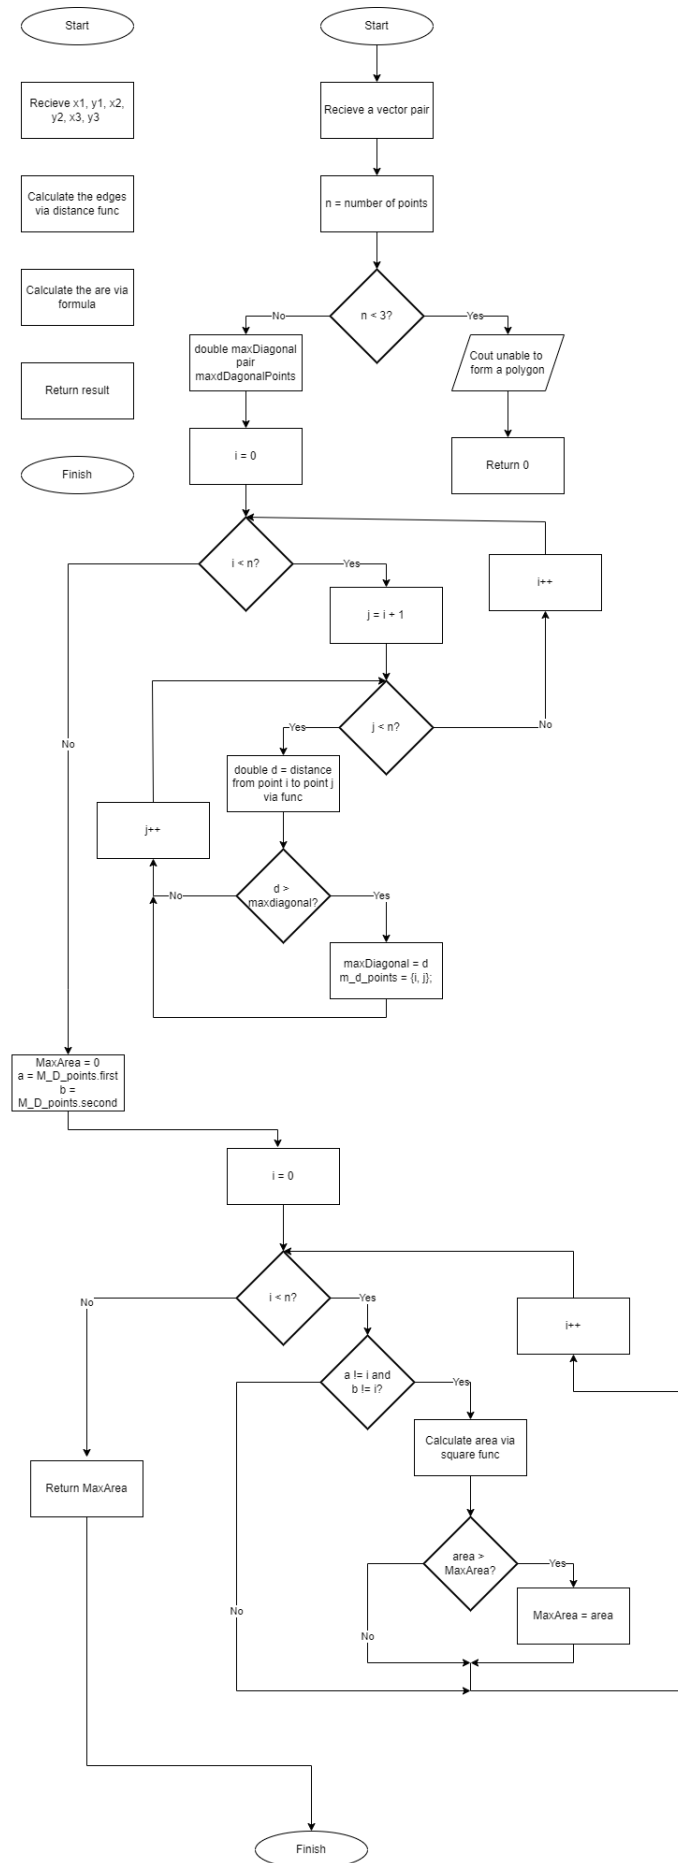 Start
Recieve x1, y1, x2,
y2, x3, y3
Calculate the edges
via distance func
Calculate the are via
formula
Return result
Finish
Start
Recieve a vector pair
n = number of points
n < 3?
No
Yes
double maxDiagonal
pair
maxdDagonalPoints
Cout unable to
form a polygon
i = 0
Return 0
i < n?
Yes
No
i++
j = i + 1
j < n?
Yes
No
double d = distance
from point i to point j
via func
j++
d >
maxdiagonal?
No
Yes
maxDiagonal = d
m_d_points = {i, j};
MaxArea = 0
a = M_D_points.first
b =
M_D_points.second
i = 0
i < n?
No
Yes
i++
a != i and
b != i?
Yes
No
Calculate area via
square func
Return MaxArea
area >
MaxArea?
Yes
No
MaxArea = area
Finish